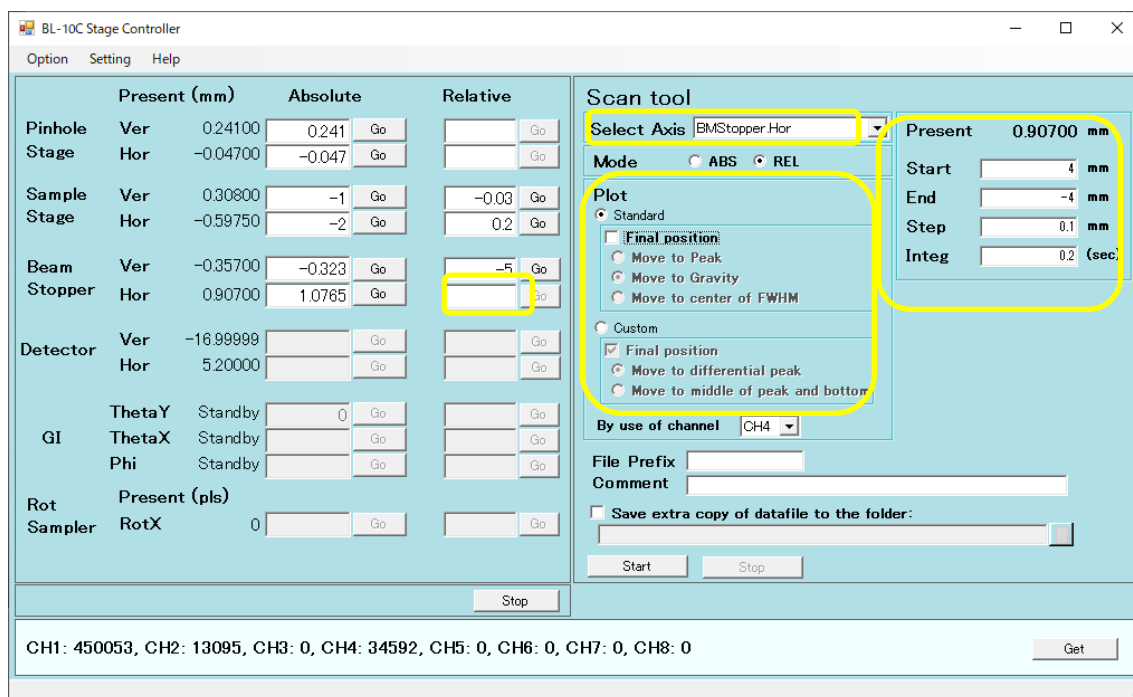 BL-10C Stage Controller
Option Setting Help
Present (mm) Absolute Relative
Pinhole Stage
Ver 0.24100 0.241 Go Go
Hor -0.04700 -0.047 Go Go
Sample Stage
Ver 0.30800 -1 Go -0.03 Go
Hor -0.59750 -2 Go 0.2 Go
Beam Stopper
Ver -0.35700 -0.323 Go -5 Go
Hor 0.90700 1.0765 Go Go
Detector
Ver -16.99999 Go Go
Hor 5.20000 Go Go
GI
ThetaY Standby 0 Go Go
ThetaX Standby Go Go
Phi Standby Go Go
Rot Sampler
Present (pls)
RotX 0 Go Go
Stop
Scan tool
Select Axis BMStopper.Hor
Mode ABS REL
Plot
Standard
Final position
Move to Peak
Move to Gravity
Move to center of FWHM
Custom
Final position
Move to differential peak
Move to middle of peak and bottom
By use of channel CH4
Present 0.90700 mm
Start 4 mm
End -4 mm
Step 0.1 mm
Integ 0.2 (sec)
File Prefix
Comment
Save extra copy of datafile to the folder:
Start Stop
CH1: 450053, CH2: 13095, CH3: 0, CH4: 34592, CH5: 0, CH6: 0, CH7: 0, CH8: 0
Get